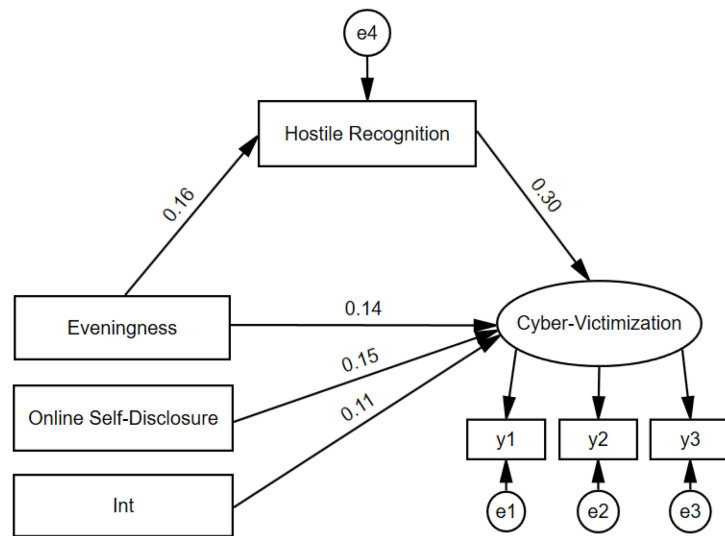 e4
Hostile Recognition
0.16
0.30
Eveningness
0.14
Cyber-Victimization
Online Self-Disclosure
0.15
0.11
Int
y1
y2
y3
e1
e2
e3